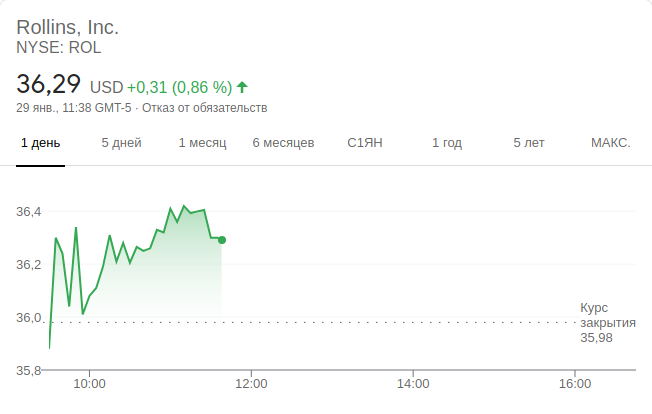 Rollins, Inc.
NYSE: ROL
36,29 USD +0,31 (0,86 %)
29 янв., 11:38 GMT-5 · Отказ от обязательств
1 день 5 дней 1 месяц 6 месяцев С1ЯН 1 год 5 лет МАКС.
36,4
36,2
36,0
35,8
Курс
закрытия
35,98
10:00 12:00 14:00 16:00